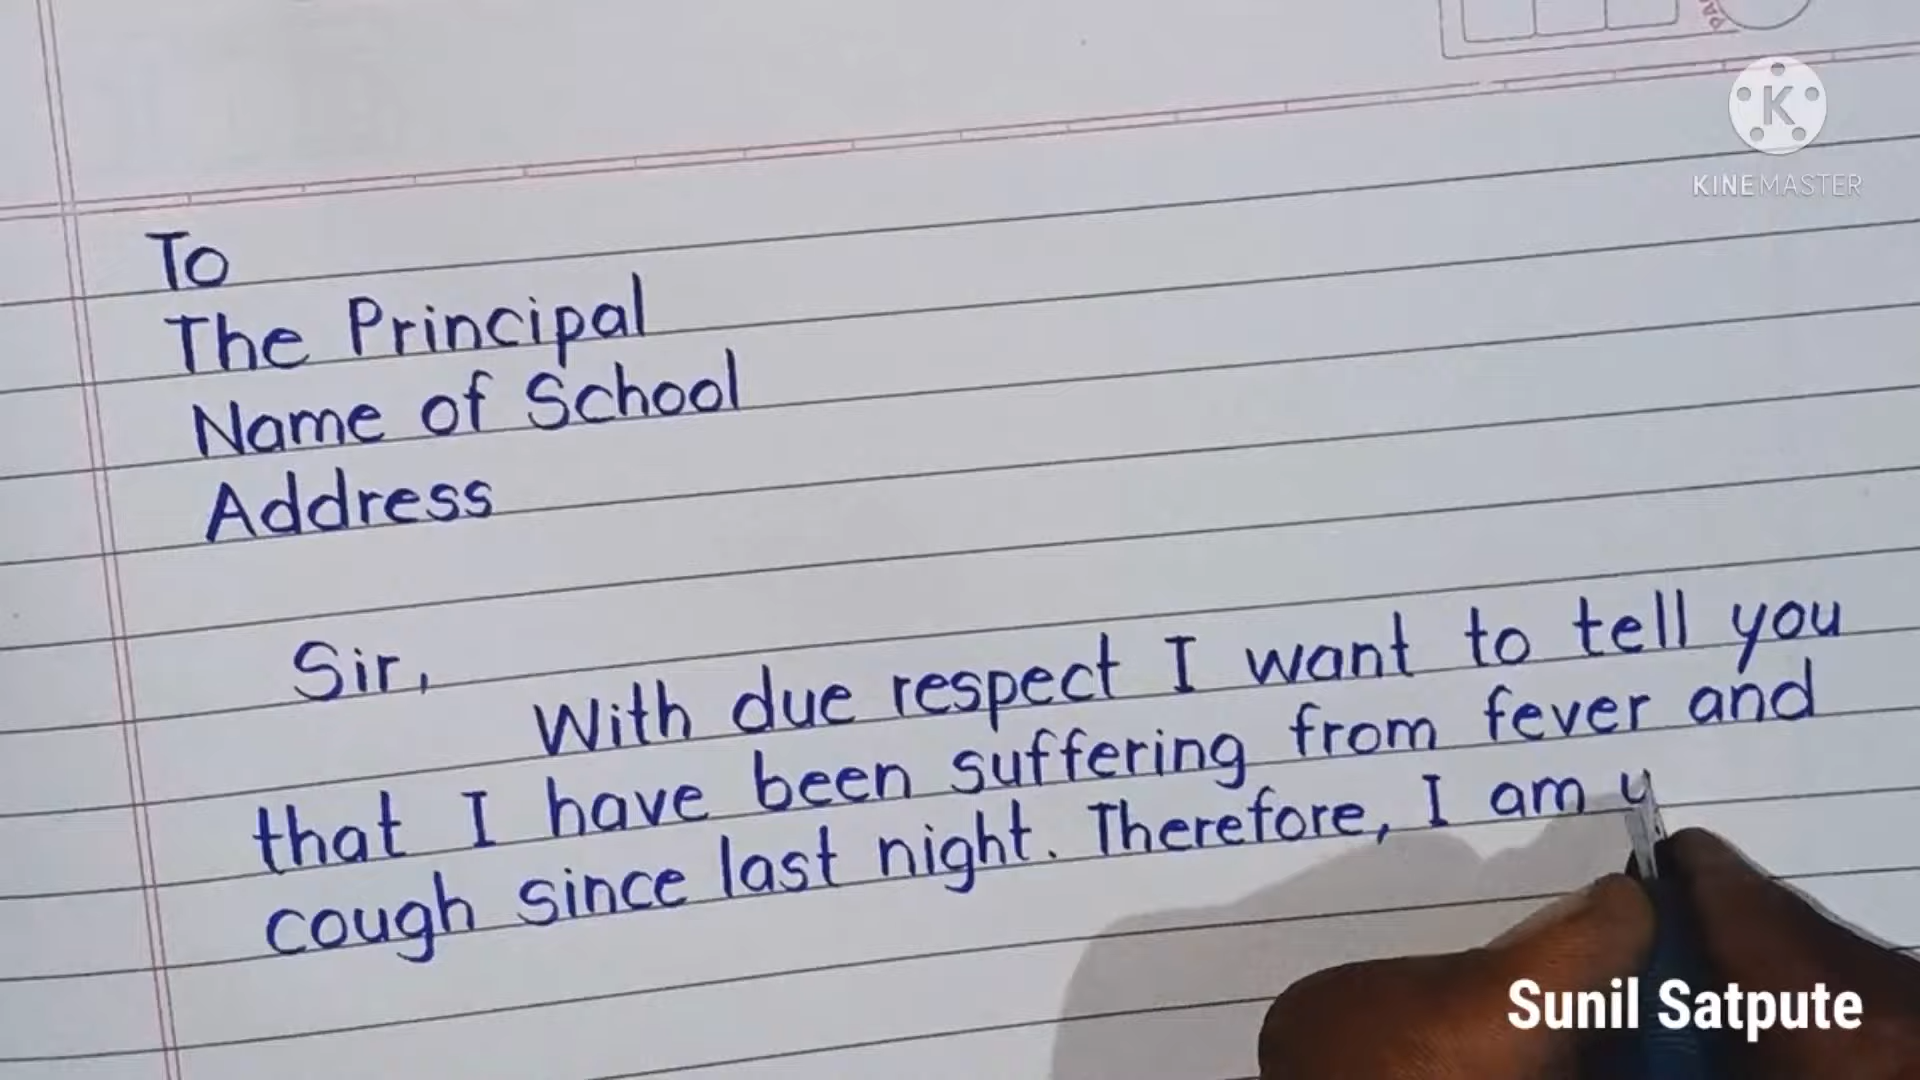 KINEMASTER
To
The Principal
Name of School
Address
Sir,
With due respect I want to tell you
that I have been suffering from fever and
cough since last night. Therefore, I am
Sunil Satpute